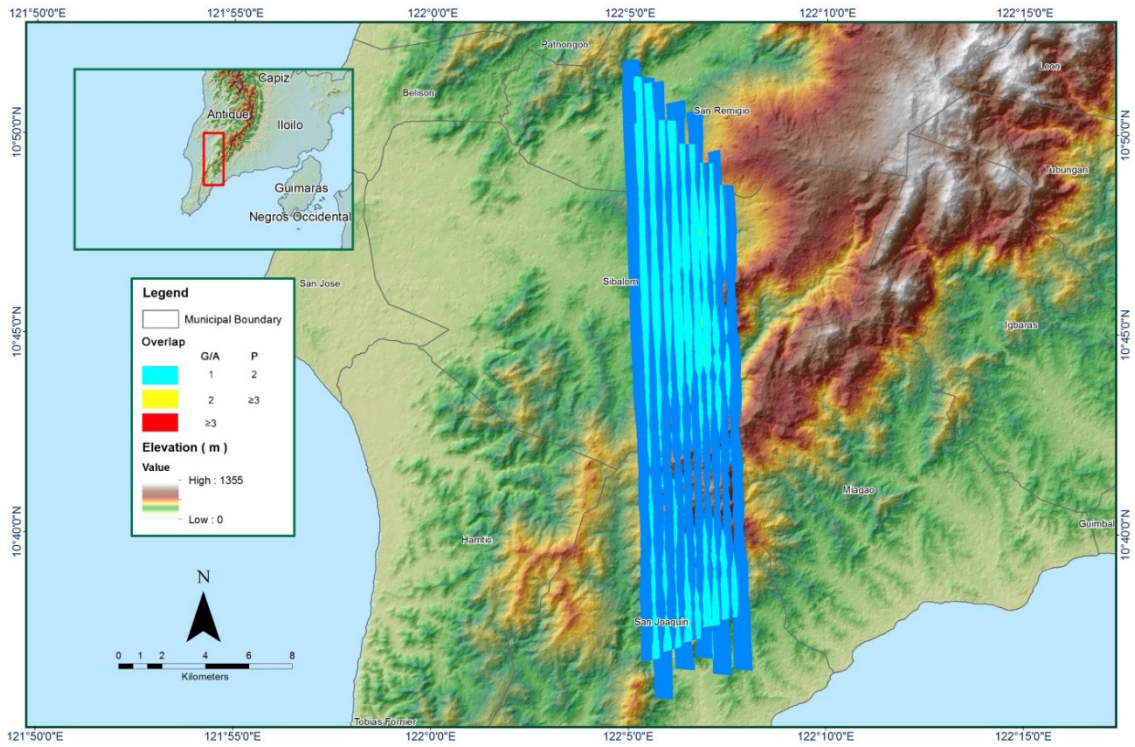 121°50'0"E 121°55'0"E 122°0'0"E 122°5'0"E 122°10'0"E 122°15'0"E
Pathongon
Leon
Belison
San Remigio
Capiz
Antique
Iloilo
Guimaras
Negros Occidental
10°50'0"N 10°50'0"N
Tubungan
Sibalom
San Jose
Igbaras
10°45'0"N 10°45'0"N
Legend
Municipal Boundary
Overlap
G/A P
1 2
2 ≥3
≥3
Elevation ( m )
Value
High : 1355
Low : 0
Miagao
Guimbal
Hamtic
10°40'0"N 10°40'0"N
San Joaquin
N
0 1 2 4 6 8
Kilometers
Tobias Fornier
121°50'0"E 121°55'0"E 122°0'0"E 122°5'0"E 122°10'0"E 122°15'0"E